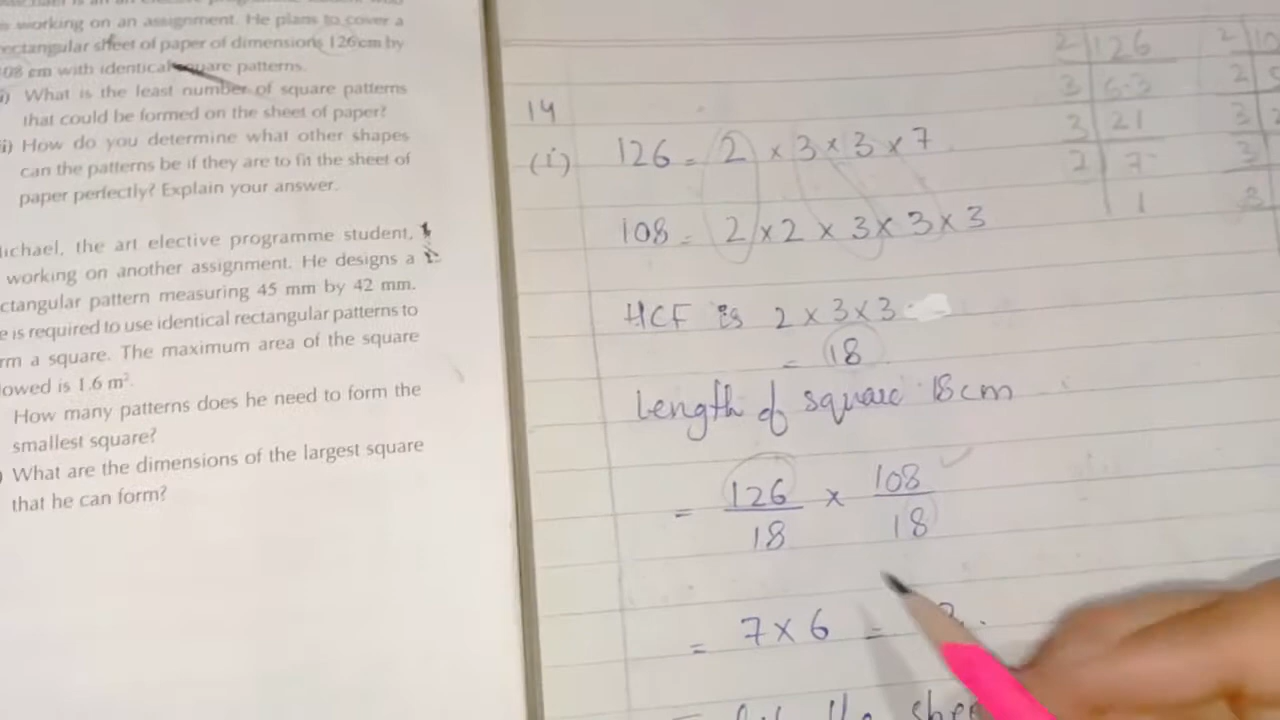 working on an assignment. He plans to cover a
rectangular sheet of paper of dimensions 126 cm by
108 cm with identical square patterns.
What is the least number of square patterns
that could be formed on the sheet of paper?
How do you determine what other shapes
can the patterns be if they are to fit the sheet of
paper perfectly? Explain your answer.
Michael, the art elective programme student,
working on another assignment. He designs a
rectangular pattern measuring 45 mm by 42 mm.
is required to use identical rectangular patterns to
a square. The maximum area of the square
is 1.6 m².
How many patterns does he need to form the
smallest square?
What are the dimensions of the largest square
that he can form?
14
(i) 126 = 2 × 3 × 3 × 7
108 = 2 × 2 × 3 × 3 × 3
HCF is 2 × 3 × 3
= 18
Length of square 18cm
= 126/18 × 108/18
= 7 × 6 =
2 126
3 63
3 21
7
1
2
2
3
3